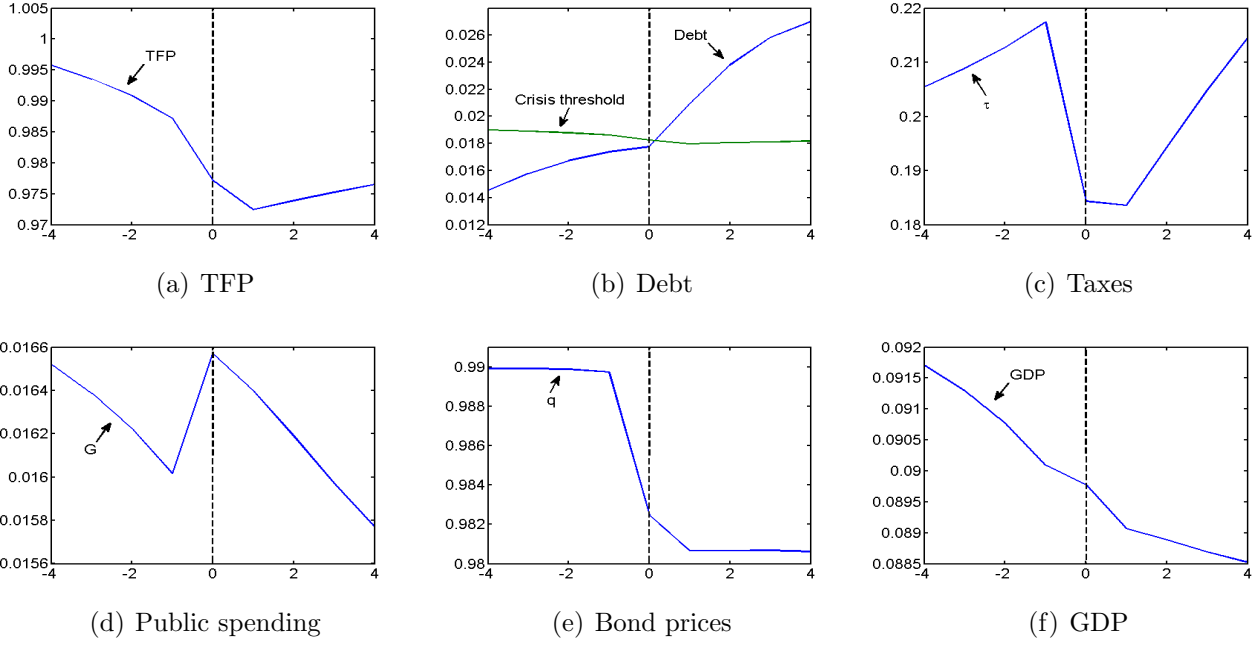 1.005
1
0.995
0.99
0.985
0.98
0.975
0.97
-4 -2 0 2 4
TFP
(a) TFP
0.026
0.024
0.022
0.02
0.018
0.016
0.014
0.012
-4 -2 0 2 4
Debt
Crisis threshold
(b) Debt
0.22
0.21
0.2
0.19
0.18
-4 -2 0 2 4
τ
(c) Taxes
0.0166
0.0164
0.0162
0.016
0.0158
0.0156
-4 -2 0 2 4
G
(d) Public spending
0.99
0.988
0.986
0.984
0.982
0.98
-4 -2 0 2 4
q
(e) Bond prices
0.092
0.0915
0.091
0.0905
0.09
0.0895
0.089
0.0885
-4 -2 0 2 4
GDP
(f) GDP